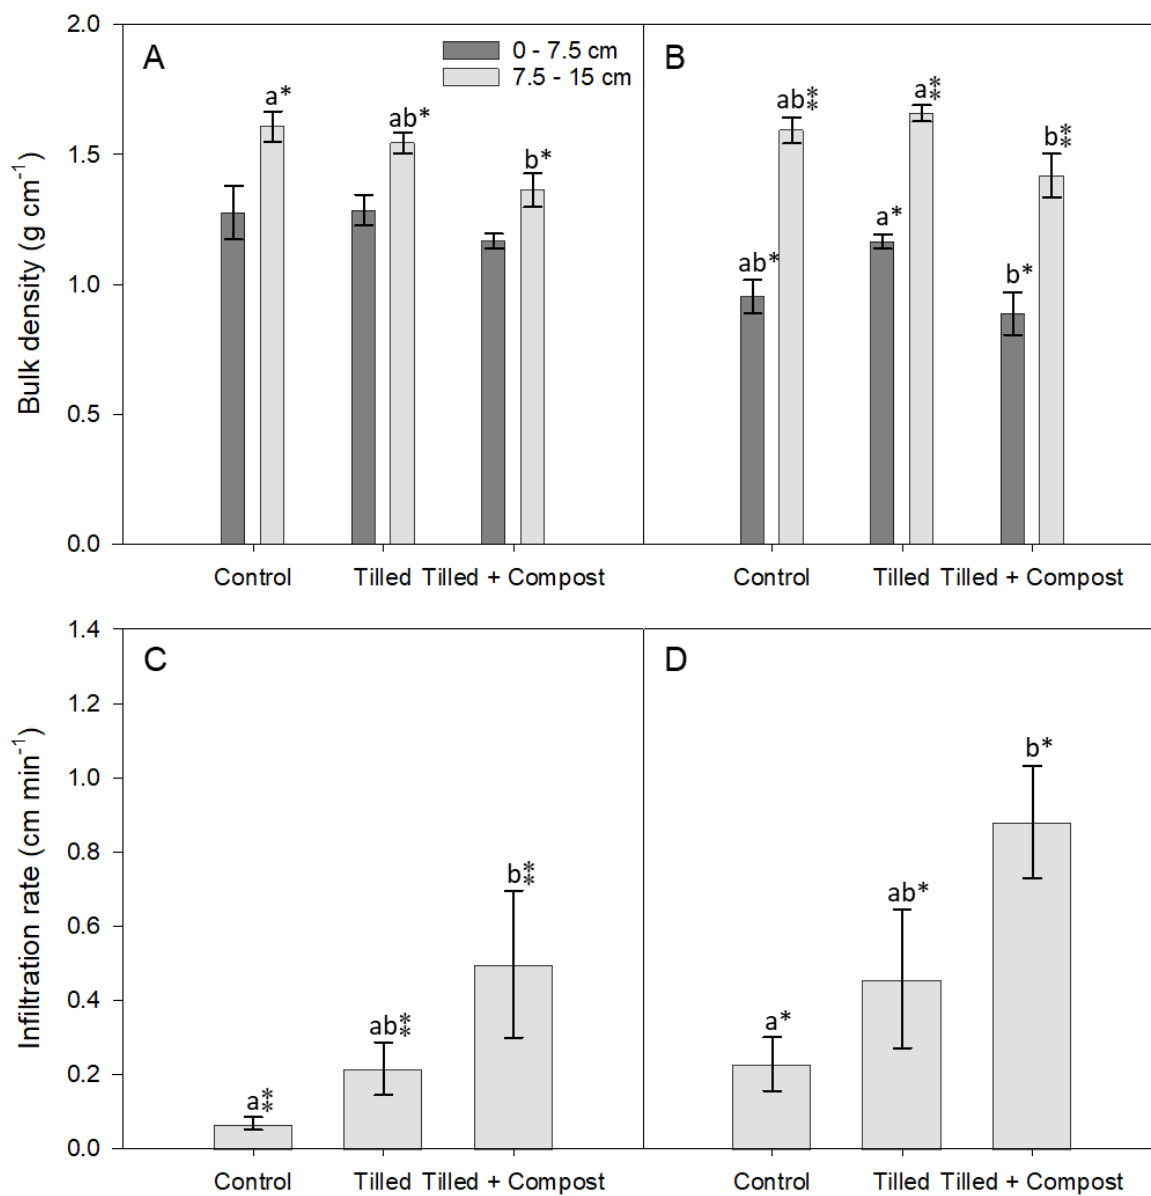 A
0 - 7.5 cm
7.5 - 15 cm
B
Bulk density (g cm-1)
2.0
1.5
1.0
0.5
0.0
a*
ab*
b*
ab**
a**
b**
ab*
a*
b*
Control Tilled Tilled + Compost
Control Tilled Tilled + Compost
C
D
Infiltration rate (cm min-1)
1.4
1.2
1.0
0.8
0.6
0.4
0.2
0.0
a**
ab**
b**
a*
ab*
b*
Control Tilled Tilled + Compost
Control Tilled Tilled + Compost